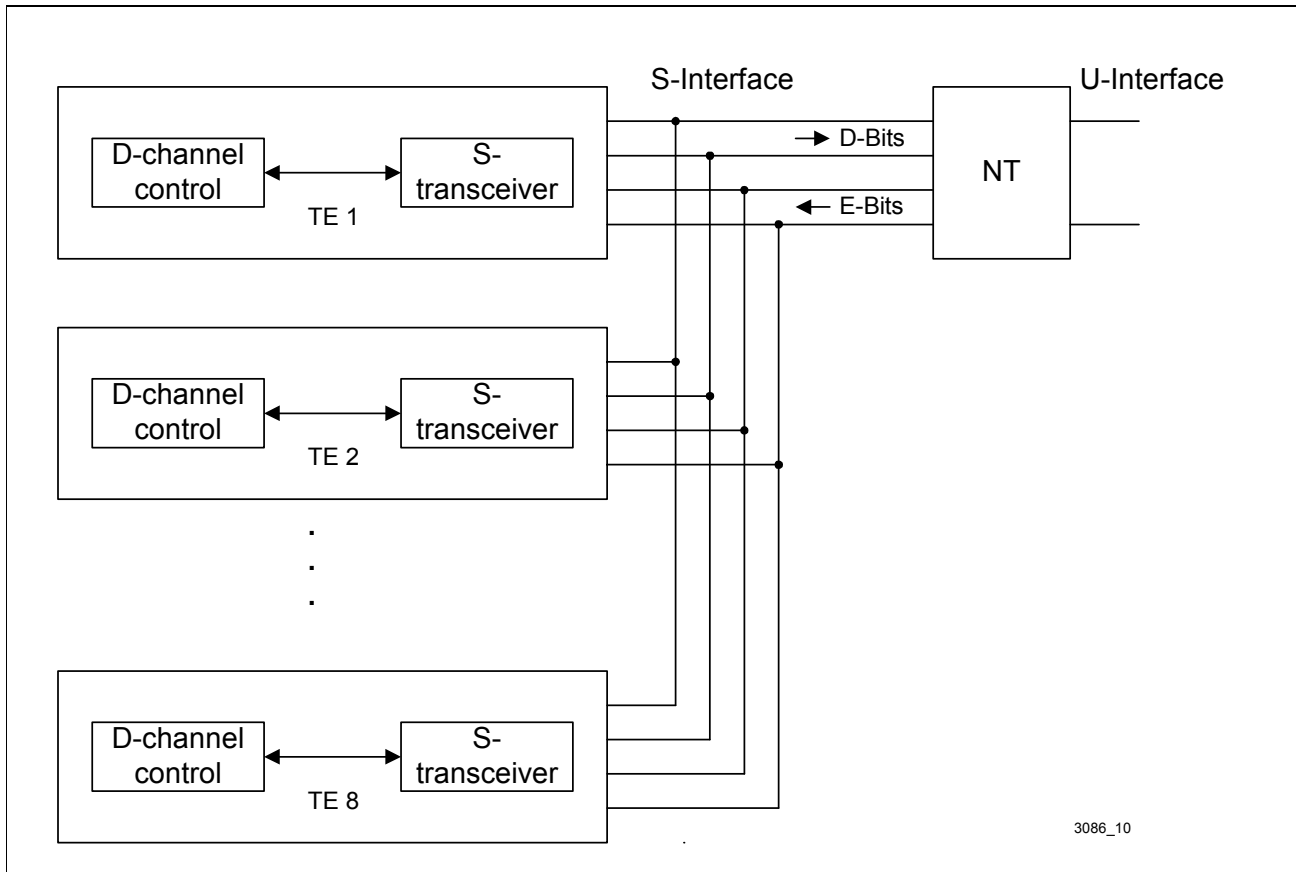 S-Interface
U-Interface
D-channel
control
S-
transceiver
TE 1
D-Bits
E-Bits
NT
D-channel
control
S-
transceiver
TE 2
.
.
.
D-channel
control
S-
transceiver
TE 8
3086_10